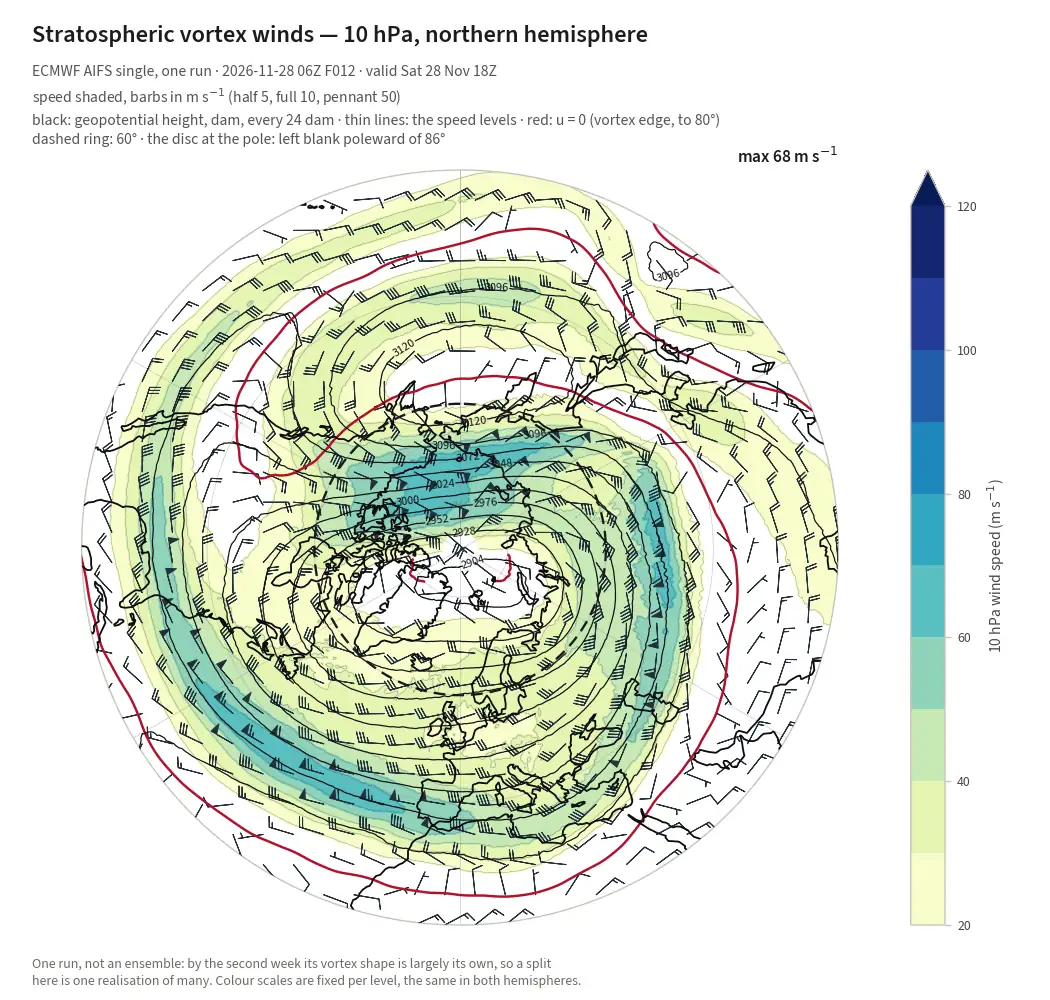 Stratospheric vortex winds — 10 hPa, northern hemisphere
ECMWF AIFS single, one run · 2026-11-28 06Z F012 · valid Sat 28 Nov 18Z
speed shaded, barbs in m s⁻¹ (half 5, full 10, pennant 50)
black: geopotential height, dam, every 24 dam · thin lines: the speed levels · red: u = 0 (vortex edge, to 80°)
dashed ring: 60° · the disc at the pole: left blank poleward of 86°
max 68 m s⁻¹
120
100
80
60
40
20
10 hPa wind speed (m s⁻¹)
3096
3096
3120
3120
3096
3096
3072
3048
3024
3000
2976
2952
2928
2904
One run, not an ensemble: by the second week its vortex shape is largely its own, so a split
here is one realisation of many. Colour scales are fixed per level, the same in both hemispheres.